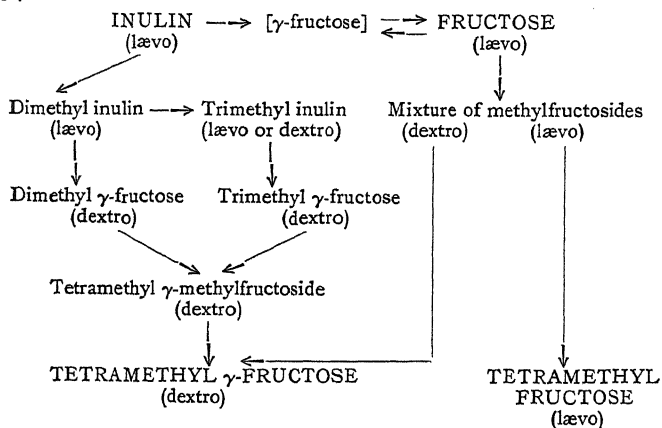 INULIN → [γ-fructose] ⇄ FRUCTOSE
(lævo) (lævo)
Dimethyl inulin → Trimethyl inulin Mixture of methylfructosides
(lævo) (lævo or dextro) (dextro) (lævo)
Dimethyl γ-fructose Trimethyl γ-fructose
(dextro) (dextro)
Tetramethyl γ-methylfructoside
(dextro)
TETRAMETHYL γ-FRUCTOSE TETRAMETHYL
(dextro) FRUCTOSE
(lævo)